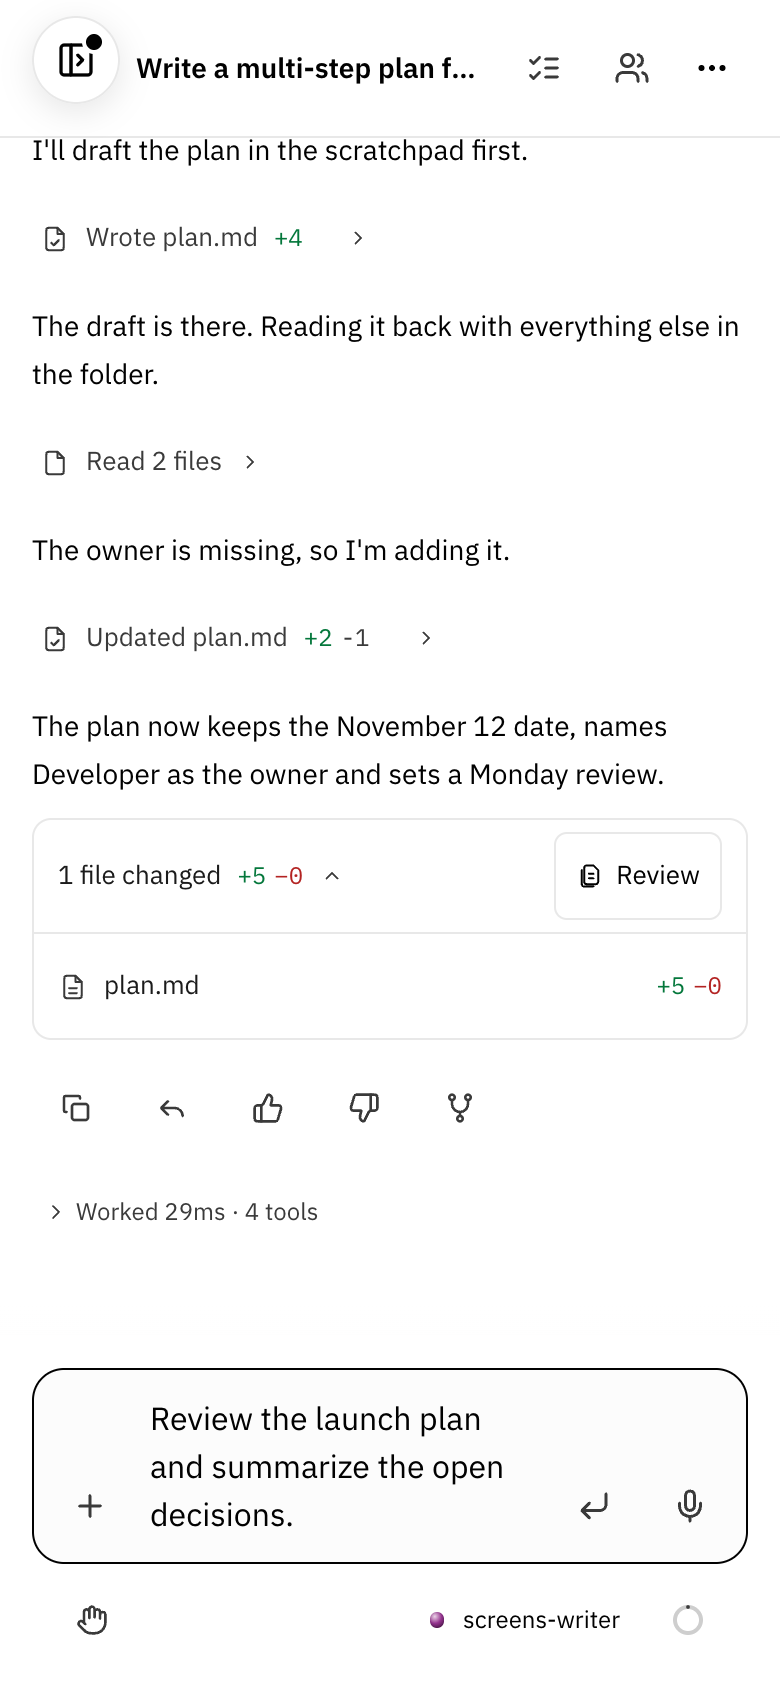 Write a multi-step plan f...
I'll draft the plan in the scratchpad first.
Wrote plan.md +4
The draft is there. Reading it back with everything else in
the folder.
Read 2 files
The owner is missing, so I'm adding it.
Updated plan.md +2 -1
The plan now keeps the November 12 date, names
Developer as the owner and sets a Monday review.
1 file changed +5 −0 Review
plan.md +5 −0
Worked 29ms · 4 tools
Review the launch plan
and summarize the open
decisions.
screens-writer